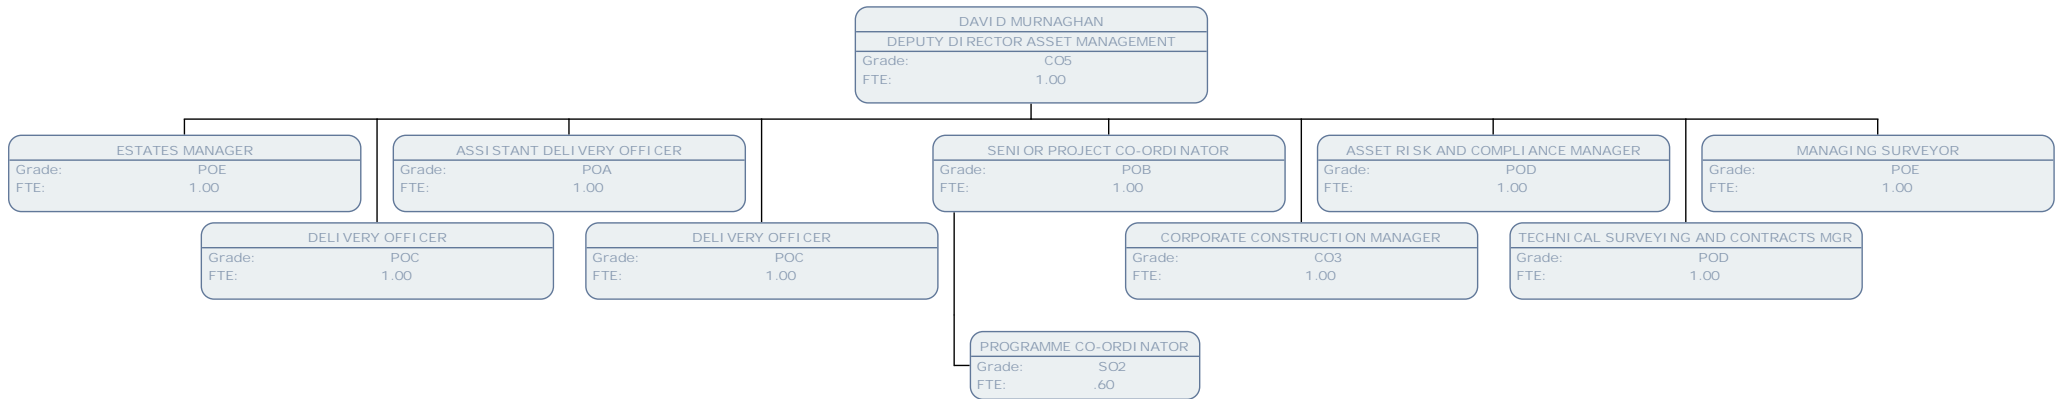 DAVID MURNAGHAN
DEPUTY DIRECTOR ASSET MANAGEMENT
Grade: CO5
FTE: 1.00
ESTATES MANAGER
Grade: POE
FTE: 1.00
ASSISTANT DELIVERY OFFICER
Grade: POA
FTE: 1.00
SENIOR PROJECT CO-ORDINATOR
Grade: POB
FTE: 1.00
ASSET RISK AND COMPLIANCE MANAGER
Grade: POD
FTE: 1.00
MANAGING SURVEYOR
Grade: POE
FTE: 1.00
DELIVERY OFFICER
Grade: POC
FTE: 1.00
DELIVERY OFFICER
Grade: POC
FTE: 1.00
CORPORATE CONSTRUCTION MANAGER
Grade: CO3
FTE: 1.00
TECHNICAL SURVEYING AND CONTRACTS MGR
Grade: POD
FTE: 1.00
PROGRAMME CO-ORDINATOR
Grade: SO2
FTE: .60